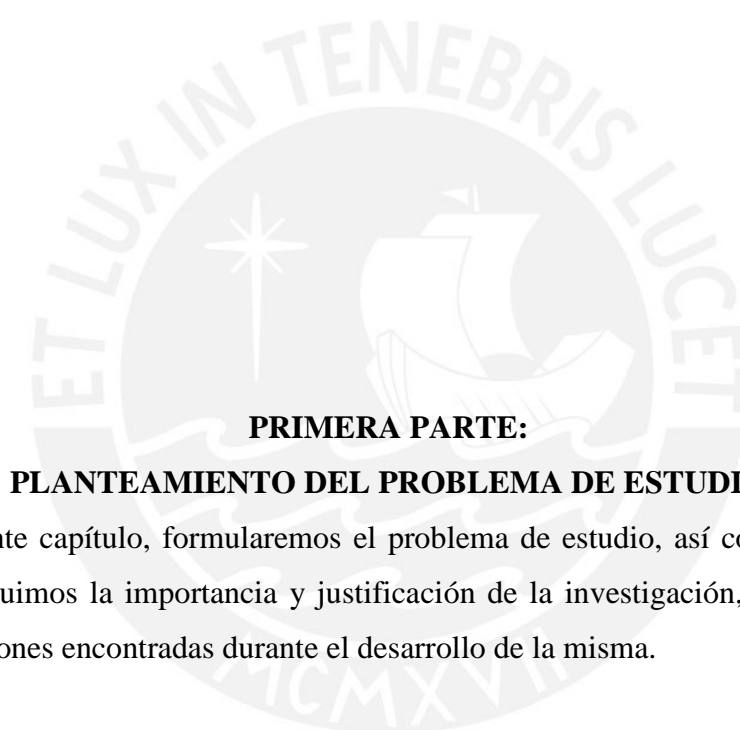 ET LUX IN TENEBRIS LUCET
PRIMERA PARTE:
PLANTEAMIENTO DEL PROBLEMA DE ESTUDI
nte capítulo, formularemos el problema de estudio, así co
uimos la importancia y justificación de la investigación,
ones encontradas durante el desarrollo de la misma.
MCMXVII